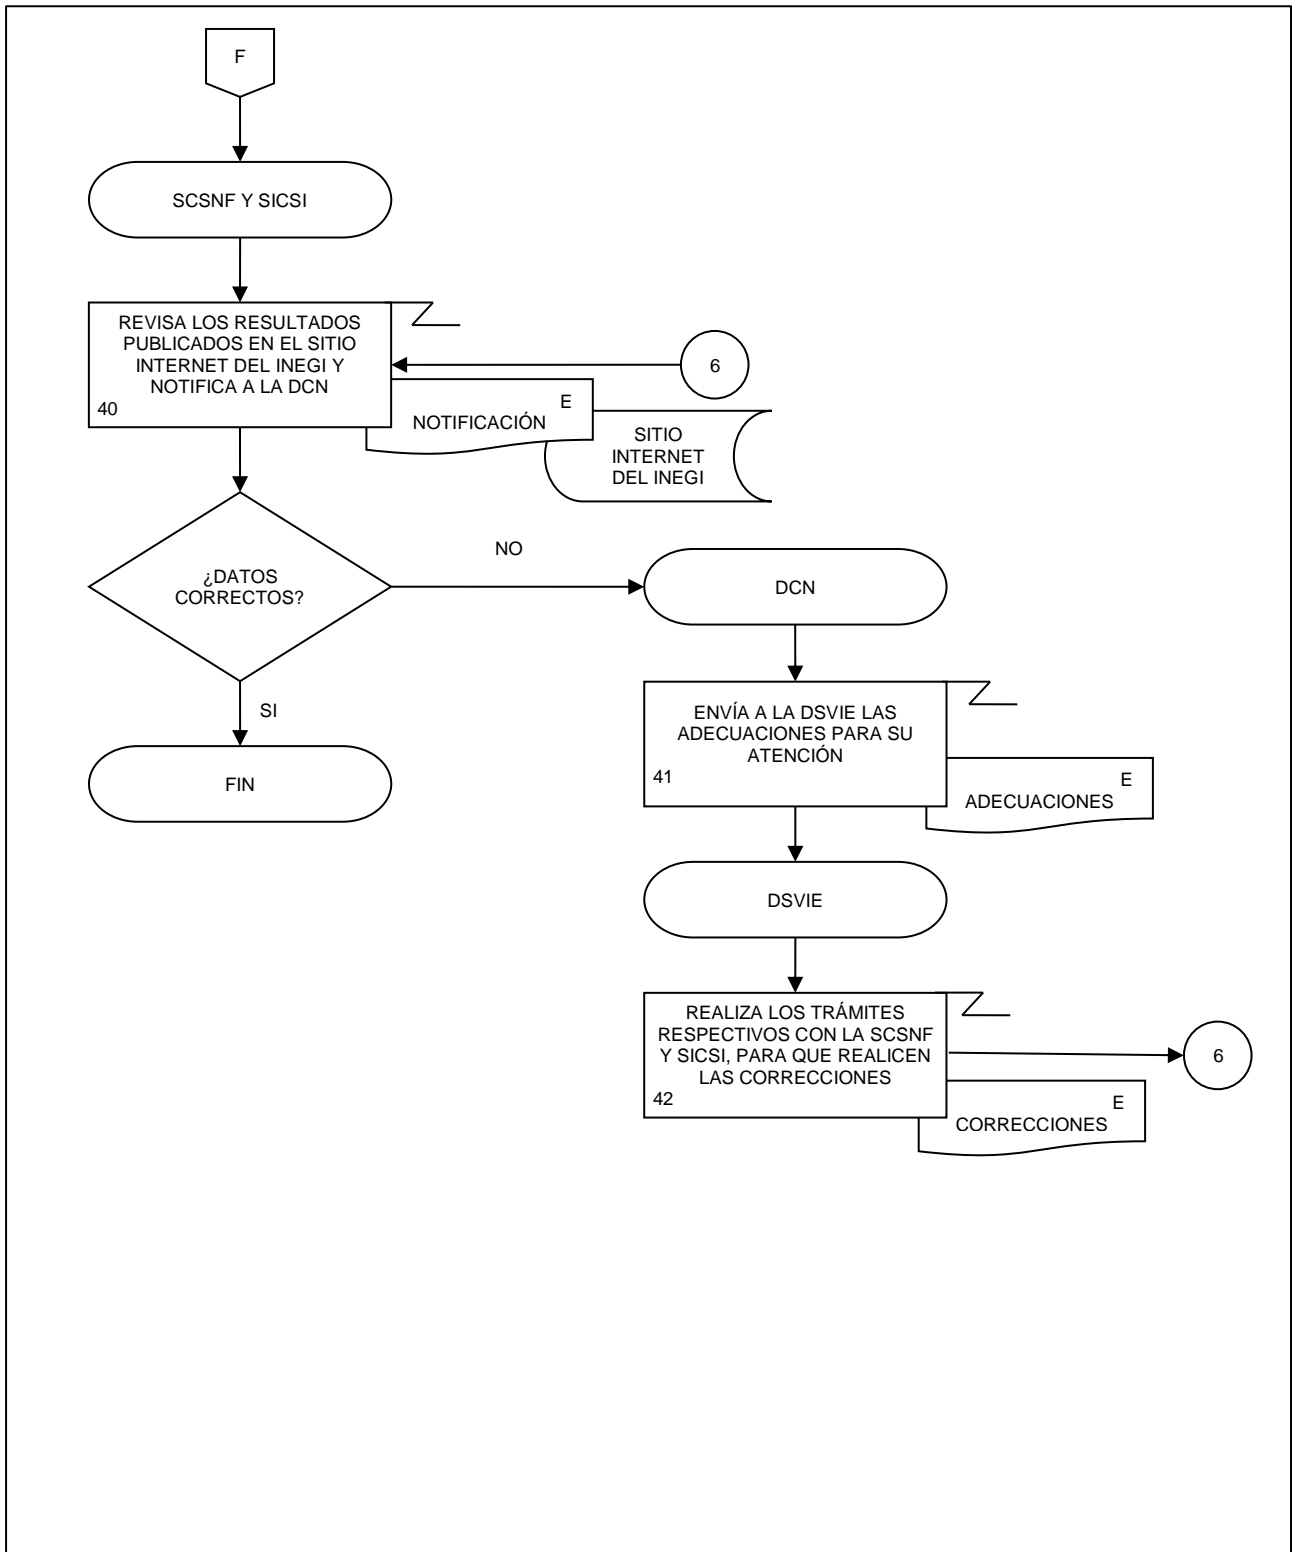 F
SCSNF Y SICSI
REVISA LOS RESULTADOS
PUBLICADOS EN EL SITIO
INTERNET DEL INEGI Y
NOTIFICA A LA DCN
40
6
E
NOTIFICACIÓN
SITIO
INTERNET
DEL INEGI
¿DATOS
CORRECTOS?
NO
SI
FIN
DCN
ENVÍA A LA DSVIE LAS
ADECUACIONES PARA SU
ATENCIÓN
41
E
ADECUACIONES
DSVIE
REALIZA LOS TRÁMITES
RESPECTIVOS CON LA SCSNF
Y SICSI, PARA QUE REALICEN
LAS CORRECCIONES
42
6
E
CORRECCIONES